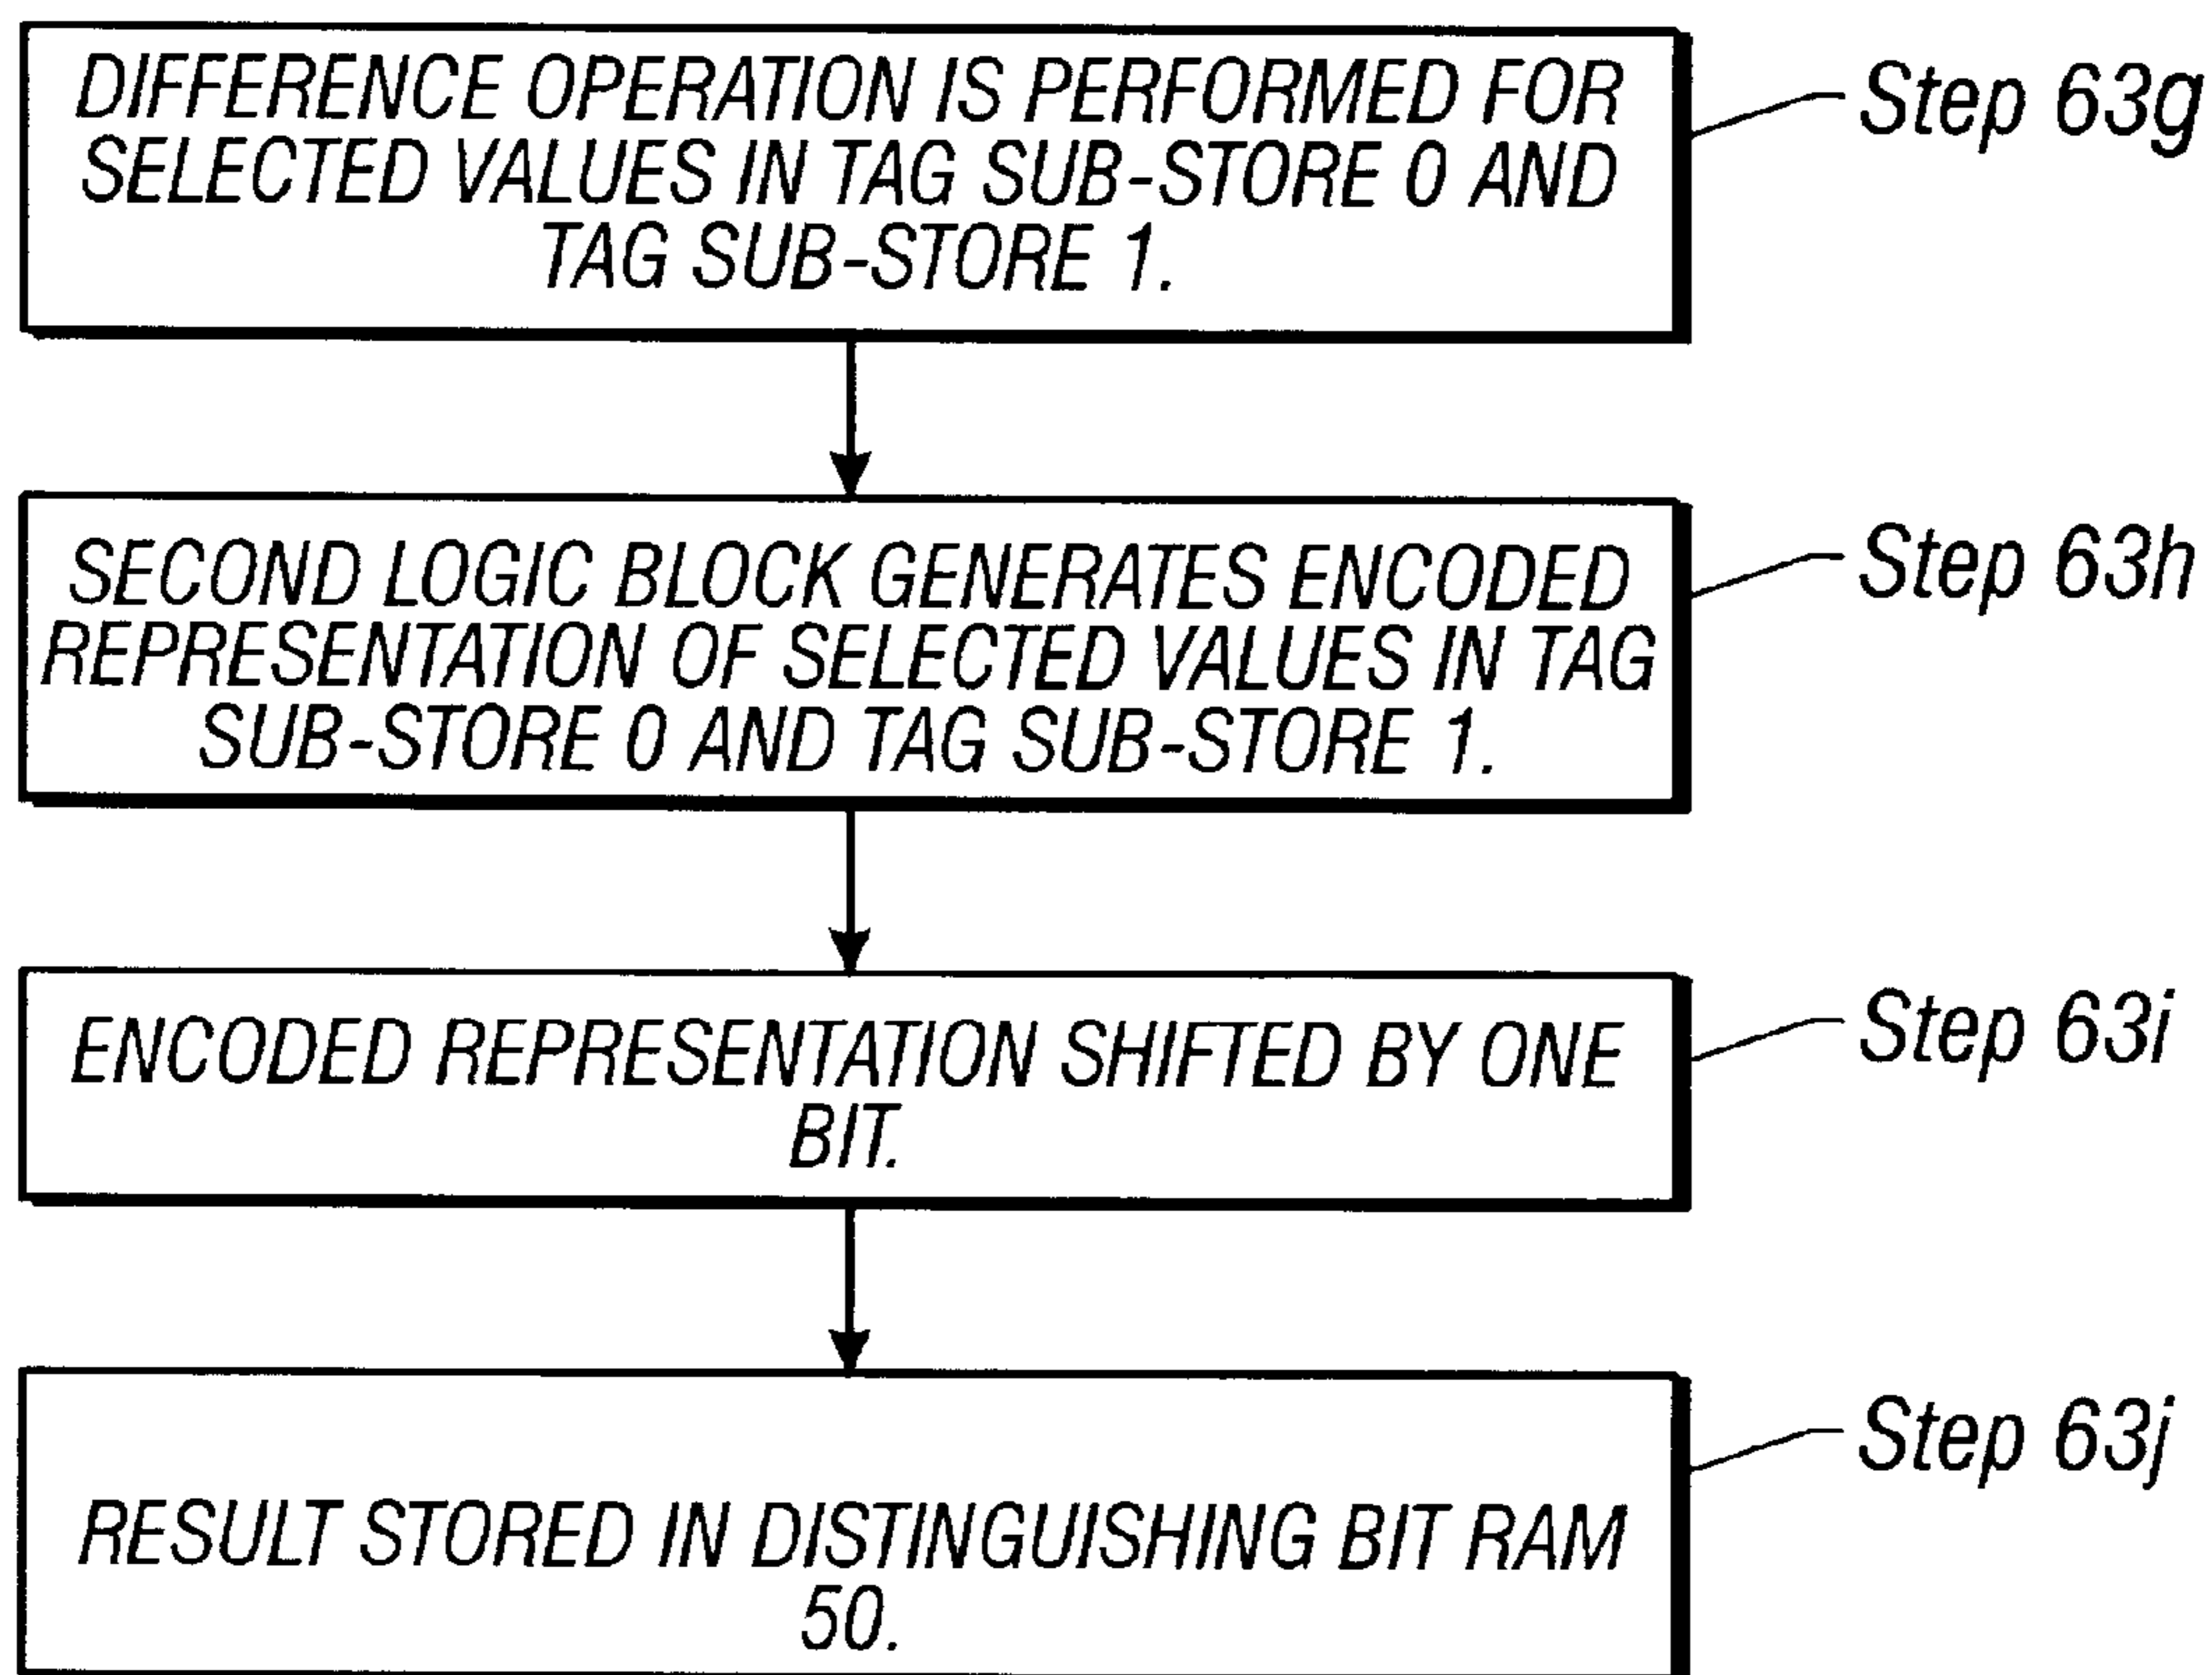 DIFFERENCE OPERATION IS PERFORMED FOR
SELECTED VALUES IN TAG SUB-STORE 0 AND
TAG SUB-STORE 1.
Step 63g
SECOND LOGIC BLOCK GENERATES ENCODED
REPRESENTATION OF SELECTED VALUES IN TAG
SUB-STORE 0 AND TAG SUB-STORE 1.
Step 63h
ENCODED REPRESENTATION SHIFTED BY ONE
BIT.
Step 63i
RESULT STORED IN DISTINGUISHING BIT RAM
50.
Step 63j